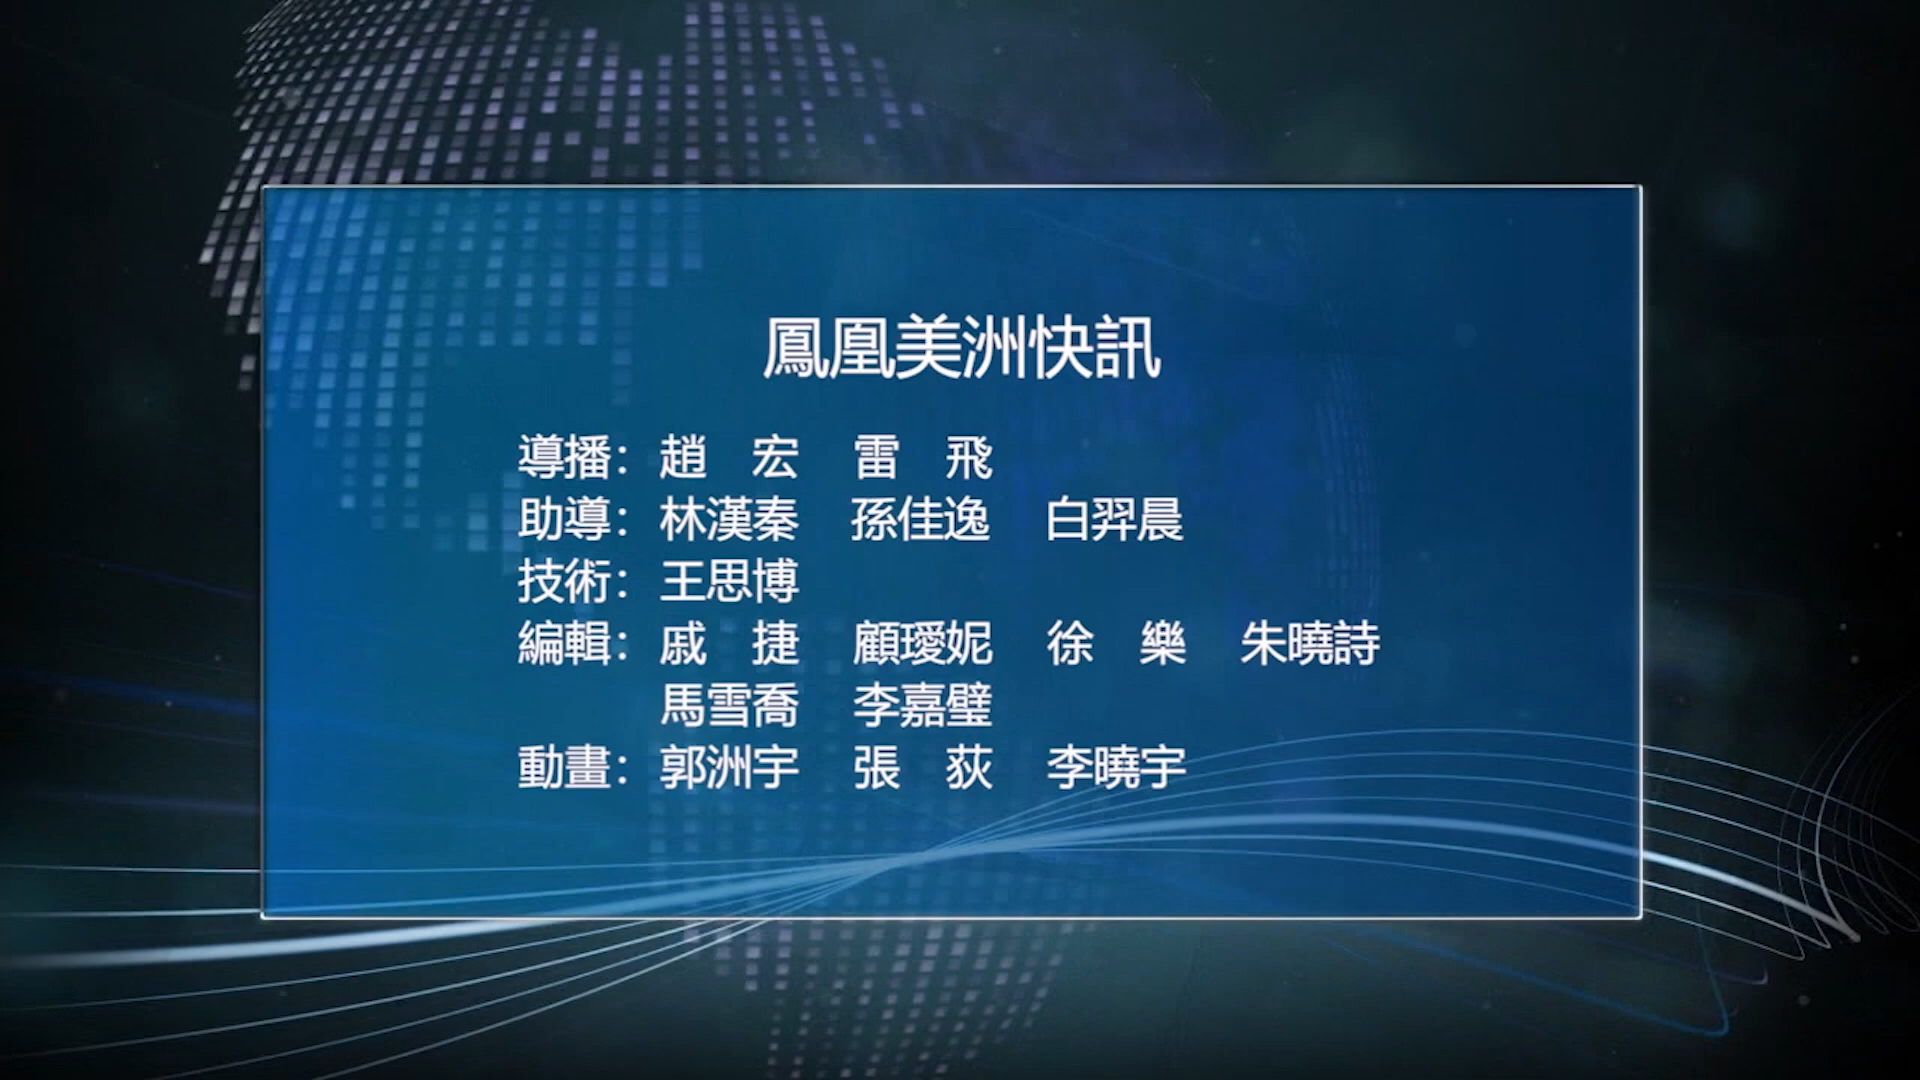 鳳凰美洲快訊
導播：趙　宏　雷　飛
助導：林漢秦　孫佳逸　白羿晨
技術：王思博
編輯：戚　捷　顧璦妮　徐　樂　朱曉詩
馬雪喬　李嘉璧
動畫：郭洲宇　張　荻　李曉宇